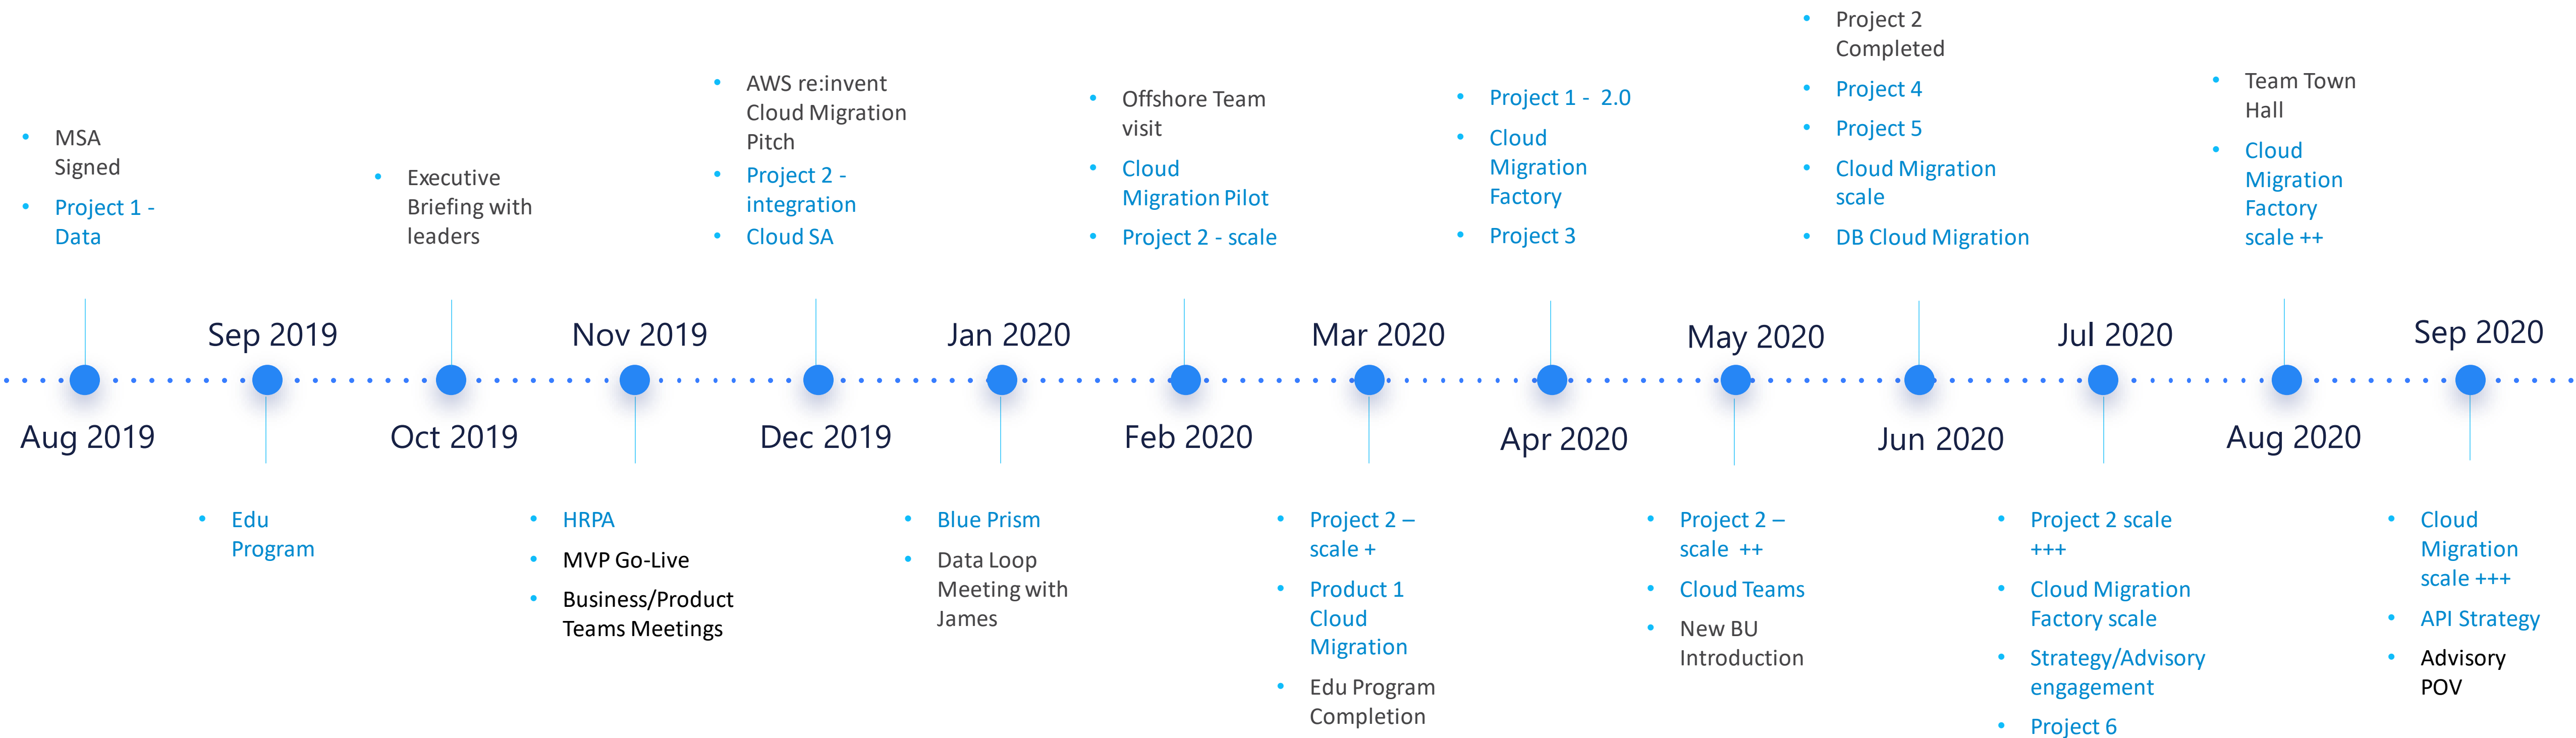 MSA
Signed
Project 1 -
Data
Executive
Briefing with
leaders
AWS re:invent
Cloud Migration
Pitch
Project 2 -
integration
Cloud SA
Offshore Team
visit
Cloud
Migration Pilot
Project 2 - scale
Project 1 - 2.0
Cloud
Migration
Factory
Project 3
Project 2
Completed
Project 4
Project 5
Cloud Migration
scale
DB Cloud Migration
Team Town
Hall
Cloud
Migration
Factory
scale ++
Sep 2019
Nov 2019
Jan 2020
Mar 2020
May 2020
Jul 2020
Sep 2020
Aug 2019
Oct 2019
Dec 2019
Feb 2020
Apr 2020
Jun 2020
Aug 2020
Edu
Program
HRPA
MVP Go-Live
Business/Product
Teams Meetings
Blue Prism
Data Loop
Meeting with
James
Project 2 –
scale +
Product 1
Cloud
Migration
Edu Program
Completion
Project 2 –
scale ++
Cloud Teams
New BU
Introduction
Project 2 scale
+++
Cloud Migration
Factory scale
Strategy/Advisory
engagement
Project 6
Cloud
Migration
scale +++
API Strategy
Advisory
POV